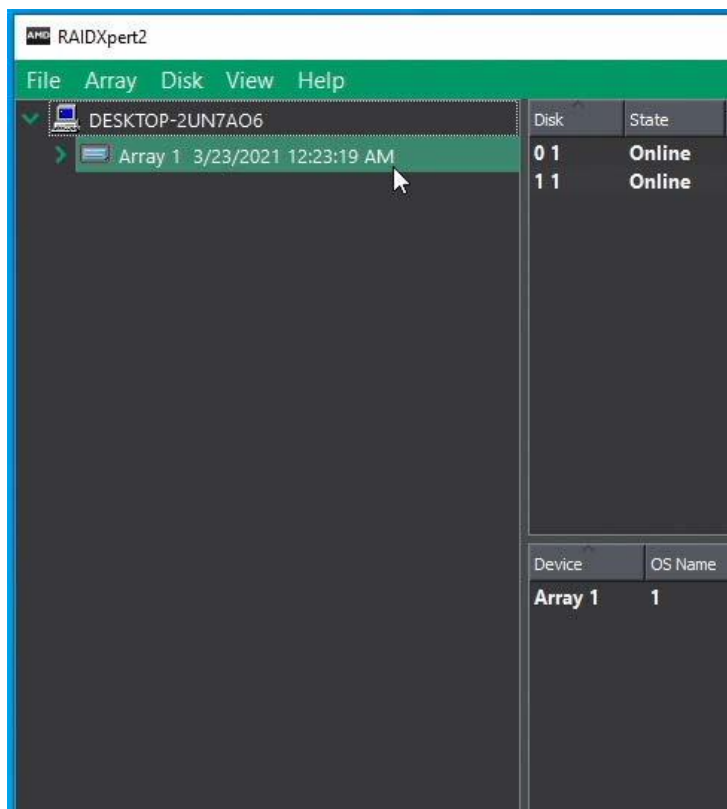 AMD RAIDXpert2
File Array Disk View Help
DESKTOP-2UN7AO6
Array 1 3/23/2021 12:23:19 AM
Disk State
0 1 Online
1 1 Online
Device OS Name
Array 1 1